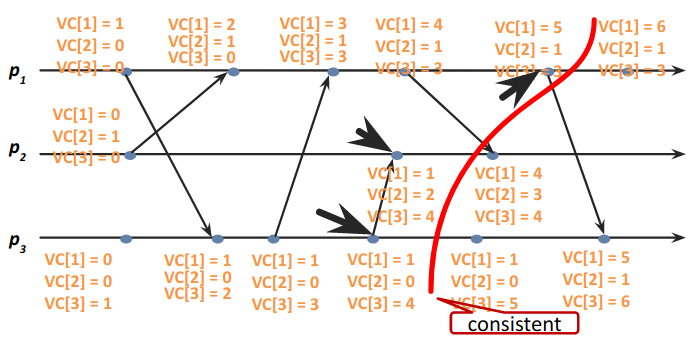 VC[1] = 1
VC[2] = 0
VC[3] = 0
VC[1] = 2
VC[2] = 1
VC[3] = 0
VC[1] = 3
VC[2] = 1
VC[3] = 3
VC[1] = 4
VC[2] = 1
VC[3] = 3
VC[1] = 5
VC[2] = 1
VC[3] = 3
VC[1] = 6
VC[2] = 1
VC[3] = 3
p1
VC[1] = 0
VC[2] = 1
VC[3] = 0
p2
VC[1] = 1
VC[2] = 2
VC[3] = 4
VC[1] = 4
VC[2] = 3
VC[3] = 4
p3
VC[1] = 0
VC[2] = 0
VC[3] = 1
VC[1] = 1
VC[2] = 0
VC[3] = 2
VC[1] = 1
VC[2] = 0
VC[3] = 3
VC[1] = 1
VC[2] = 0
VC[3] = 4
VC[1] = 1
VC[2] = 0
VC[3] = 5
VC[1] = 5
VC[2] = 1
VC[3] = 6
consistent